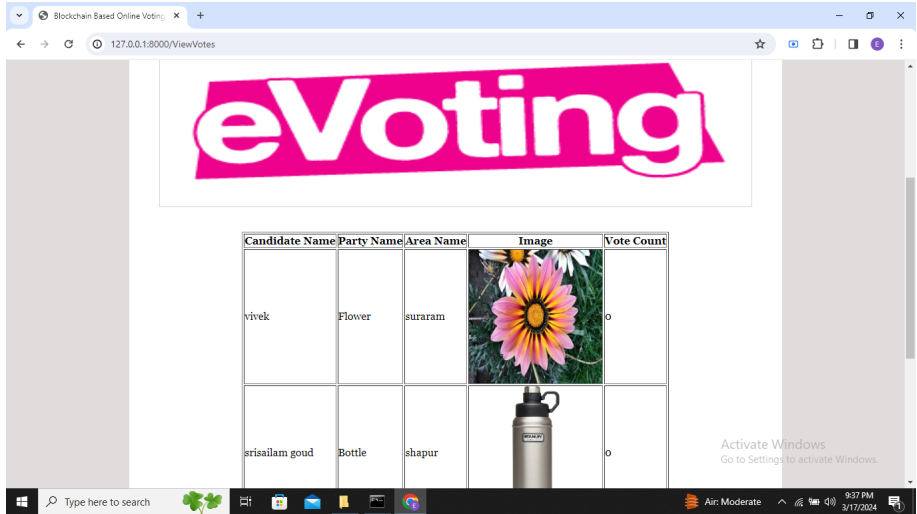 Blockchain Based Online Voting
127.0.0.1:8000/ViewVotes
E
eVoting
Candidate Name Party Name Area Name Image Vote Count
vivek Flower suraram 0
STANLEY
srisailam goud Bottle shapur 0
Activate Windows
Go to Settings to activate Windows.
Type here to search
Air: Moderate
9:37 PM
3/17/2024
1